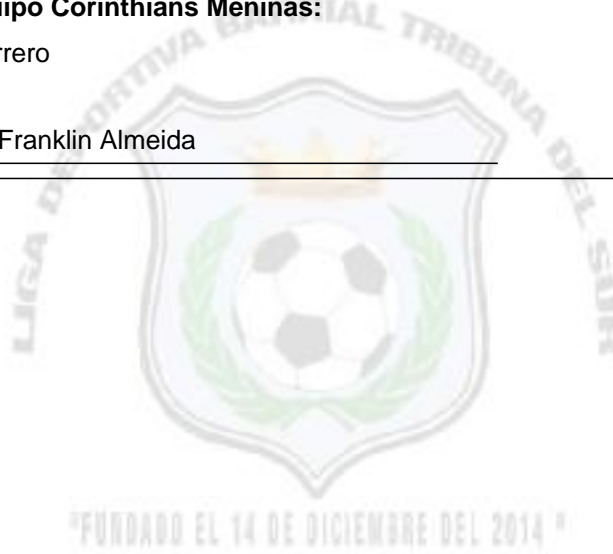 uipo Corinthians Meninas:
rrero
Franklin Almeida
LIGA DEPORTIVA BARRIAL TRIBUNA DEL SUR
"FUNDADO EL 14 DE DICIEMBRE DEL 2014"